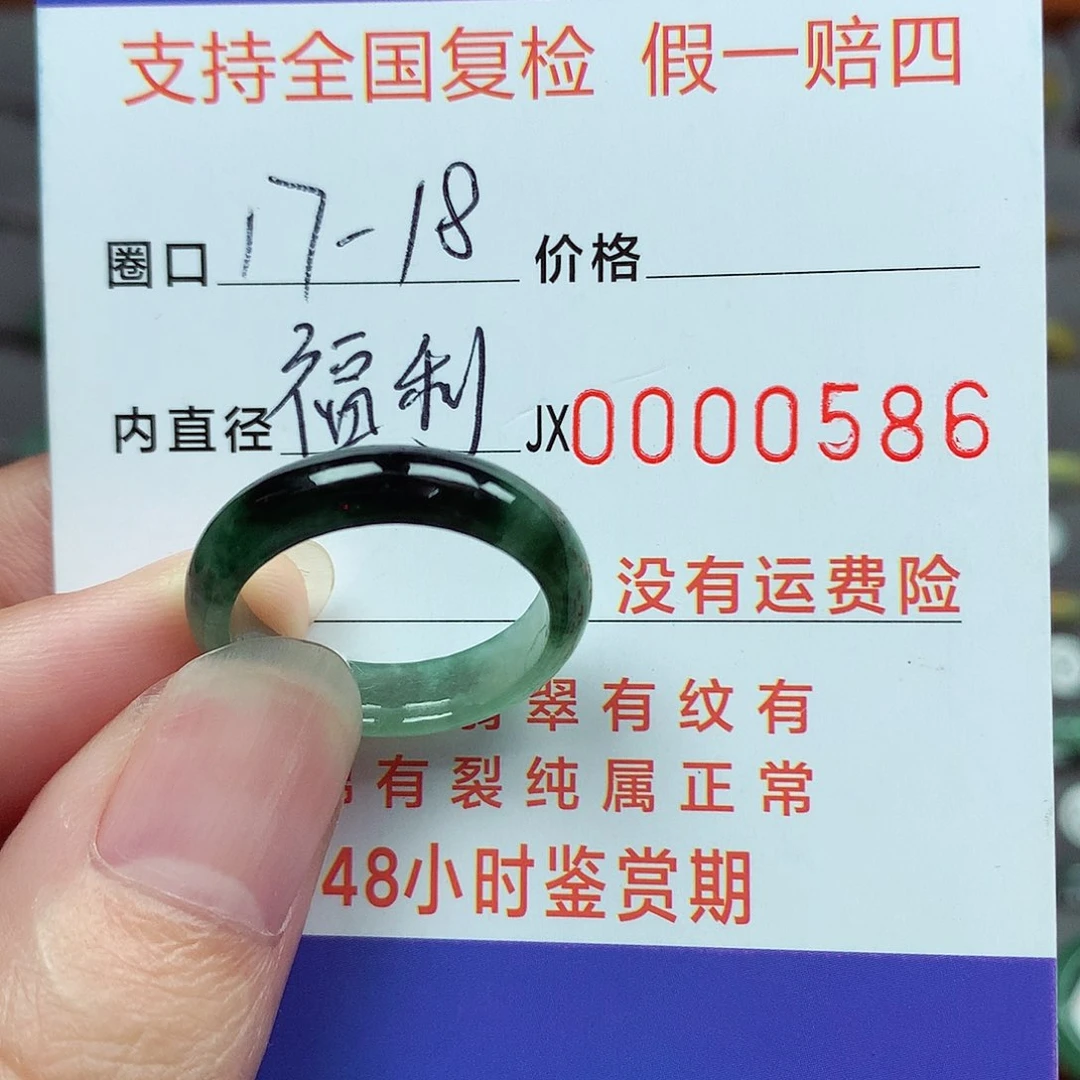 支持全国复检 假一赔四
圈口 17-18 价格
内直径 福利 JX0000586
没有运费险
翠有纹有
有裂纯属正常
48小时鉴赏期